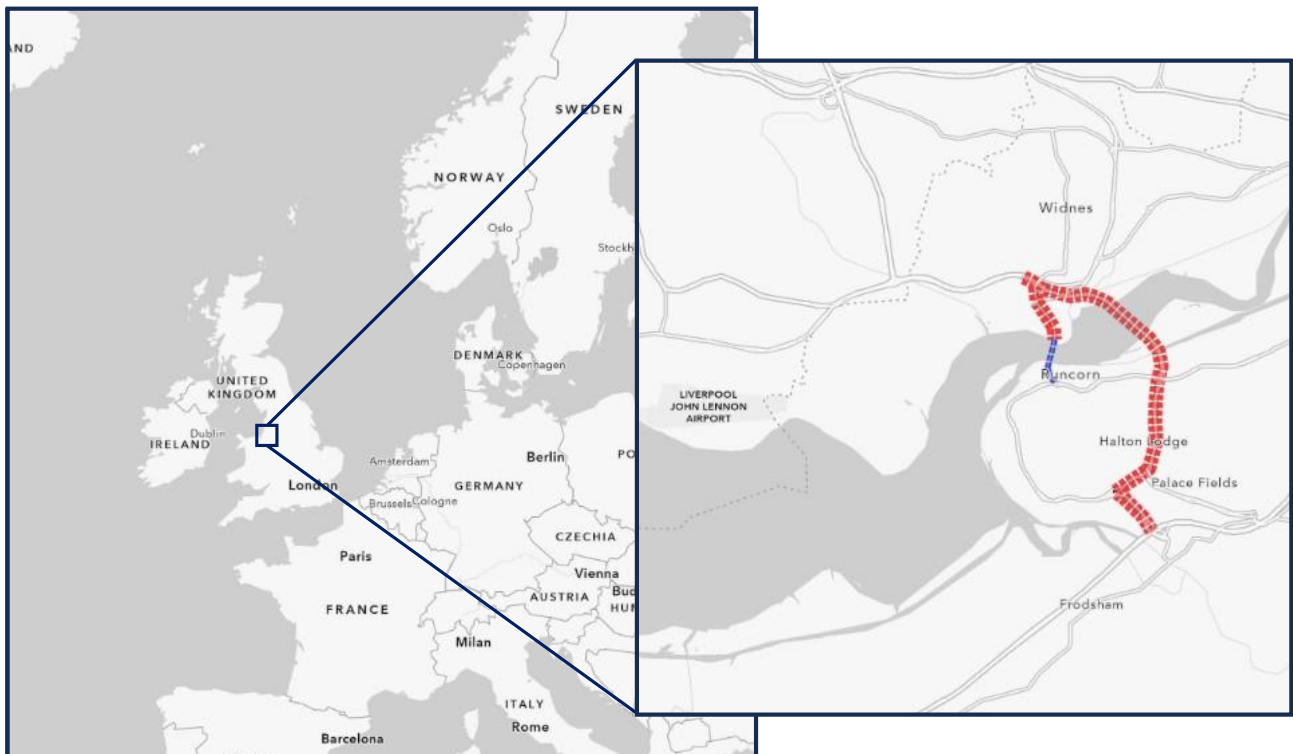 AND
SWEDEN
NORWAY
Oslo
Stockh
DENMARK
Copenhagen
UNITED
KINGDOM
Dublin
IRELAND
Amsterdam
Berlin
PO
London
Brussels
Cologne
GERMANY
CZECHIA
Paris
Vienna
AUSTRIA
Bud
HUN
FRANCE
Milan
ITALY
Rome
Barcelona
Widnes
Runcorn
LIVERPOOL
JOHN LENNON
AIRPORT
Halton Lodge
Palace Fields
Frodsham